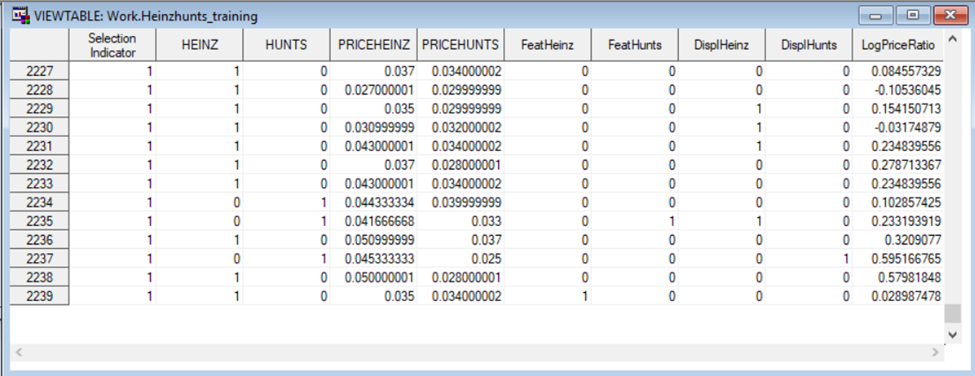 VIEWTABLE: Work.Heinzhunts_training
Selection Indicator HEINZ HUNTS PRICEHEINZ PRICEHUNTS FeatHeinz FeatHunts DisplHeinz DisplHunts LogPriceRatio
2227 1 1 0 0.037 0.034000002 0 0 0 0 0.084557329
2228 1 1 0 0.027000001 0.029999999 0 0 0 0 -0.10536045
2229 1 1 0 0.035 0.029999999 0 0 1 0 0.154150713
2230 1 1 0 0.030999999 0.032000002 0 0 1 0 -0.03174879
2231 1 1 0 0.043000001 0.034000002 0 0 1 0 0.234839556
2232 1 1 0 0.037 0.028000001 0 0 0 0 0.278713367
2233 1 1 0 0.043000001 0.034000002 0 0 0 0 0.234839556
2234 1 0 1 0.044333334 0.039999999 0 0 0 0 0.102857425
2235 1 0 1 0.041666668 0.033 0 1 1 0 0.233193919
2236 1 1 0 0.050999999 0.037 0 0 0 0 0.3209077
2237 1 0 1 0.045333333 0.025 0 0 0 1 0.595166765
2238 1 1 0 0.050000001 0.028000001 0 0 0 0 0.57981848
2239 1 1 0 0.035 0.034000002 1 0 0 0 0.028987478